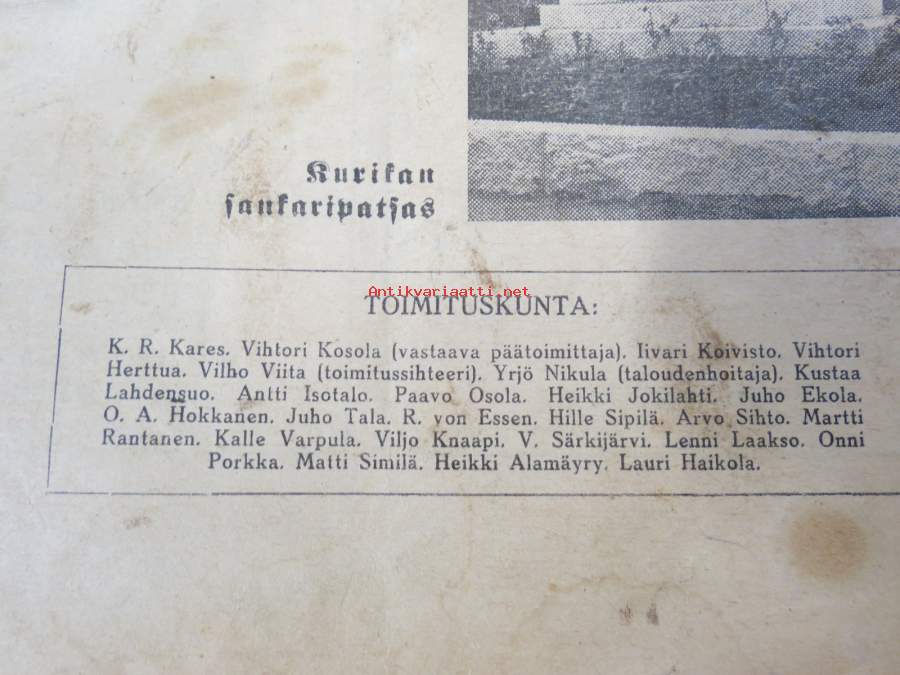 Kurikan
sankaripatsas
Antikvariaatti.net
TOIMITUSKUNTA:
K. R. Kares. Vihtori Kosola (vastaava päätoimittaja). Iivari Koivisto. Vihtori
Herttua. Vilho Viita (toimitussihteeri). Yrjö Nikula (taloudenhoitaja). Kustaa
Lahdensuo. Antti Isotalo. Paavo Osola. Heikki Jokilahti. Juho Ekola.
O. A. Hokkanen. Juho Tala. R. von Essen. Hille Sipilä. Arvo Sihto. Martti
Rantanen. Kalle Varpula. Viljo Knaapi. V. Särkijärvi. Lenni Laakso. Onni
Porkka. Matti Similä. Heikki Alamäyry. Lauri Haikola.